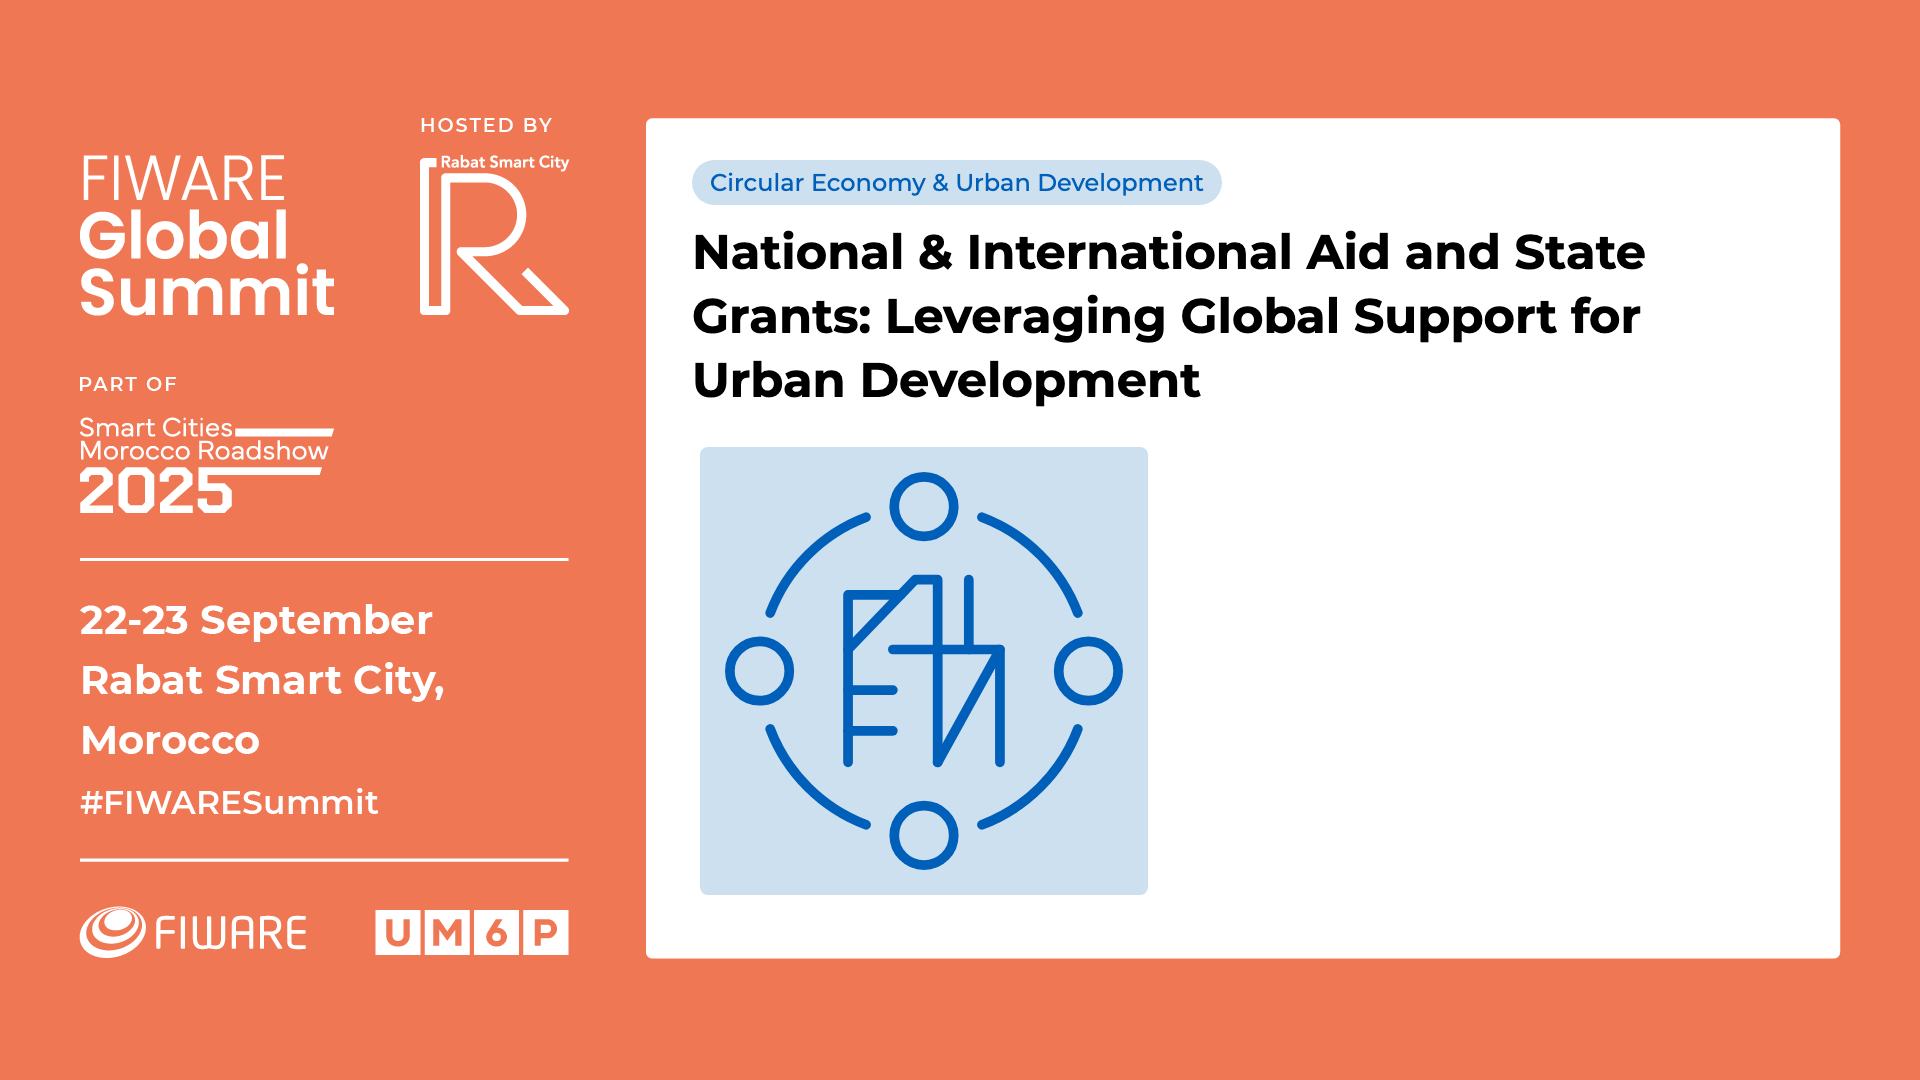 FIWARE
Global
Summit
HOSTED BY
Rabat Smart City
PART OF
Smart Cities
Morocco Roadshow
2025
22-23 September
Rabat Smart City,
Morocco
#FIWARESummit
FIWARE
UM6P
Circular Economy & Urban Development
National & International Aid and State
Grants: Leveraging Global Support for
Urban Development